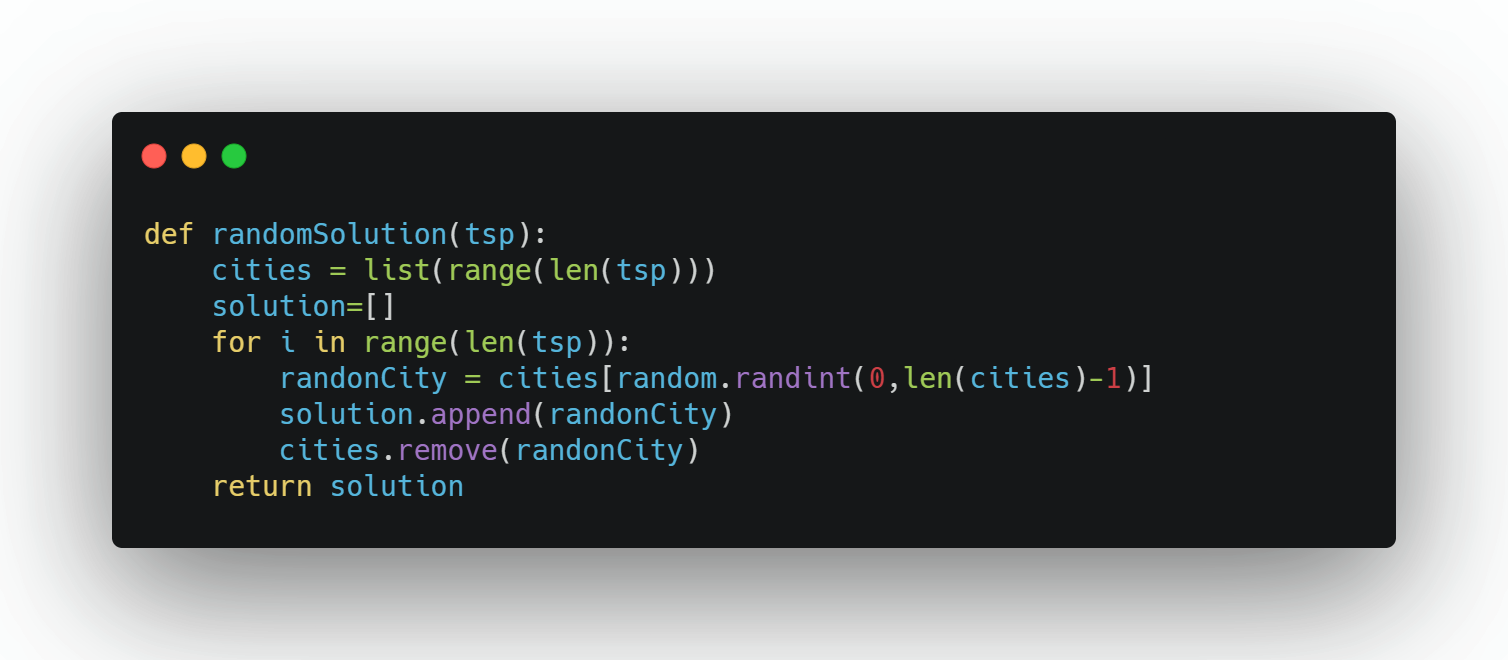 def randomSolution(tsp):
    cities = list(range(len(tsp)))
    solution=[]
    for i in range(len(tsp)):
        randonCity = cities[random.randint(0,len(cities)-1)]
        solution.append(randonCity)
        cities.remove(randonCity)
    return solution